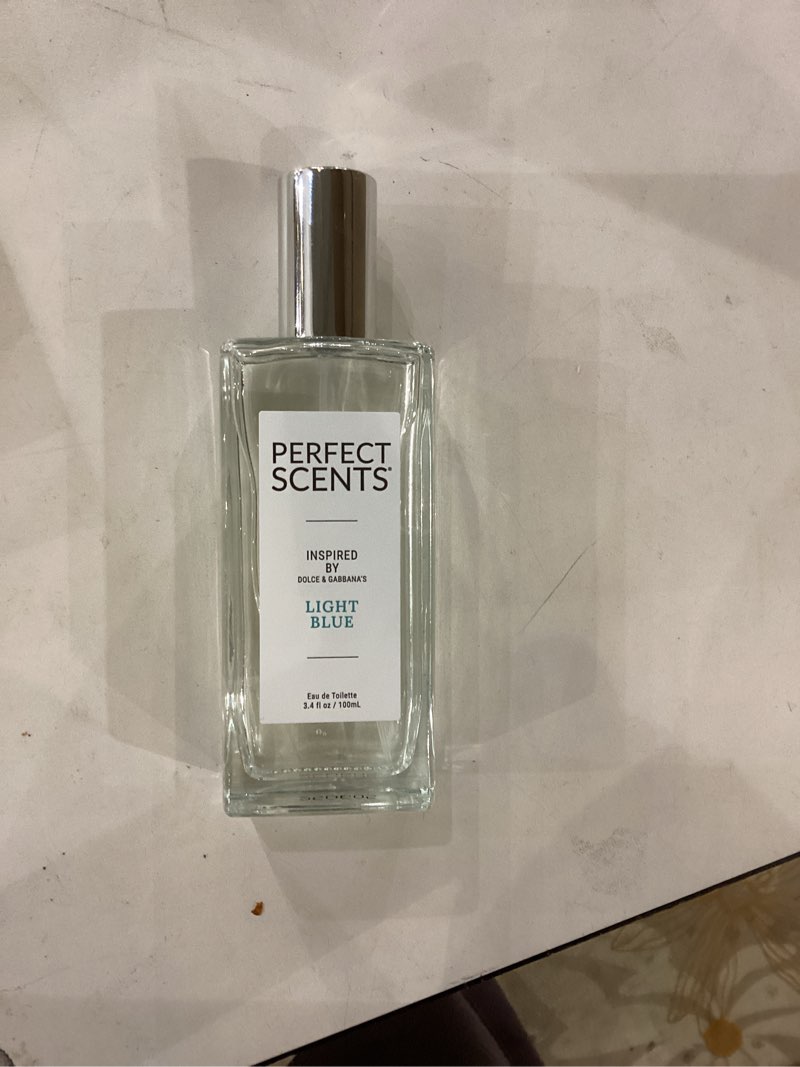 PERFECT
SCENTS®
INSPIRED
BY
DOLCE & GABBANA'S
LIGHT
BLUE
Eau de Toilette
3.4 fl oz / 100mL